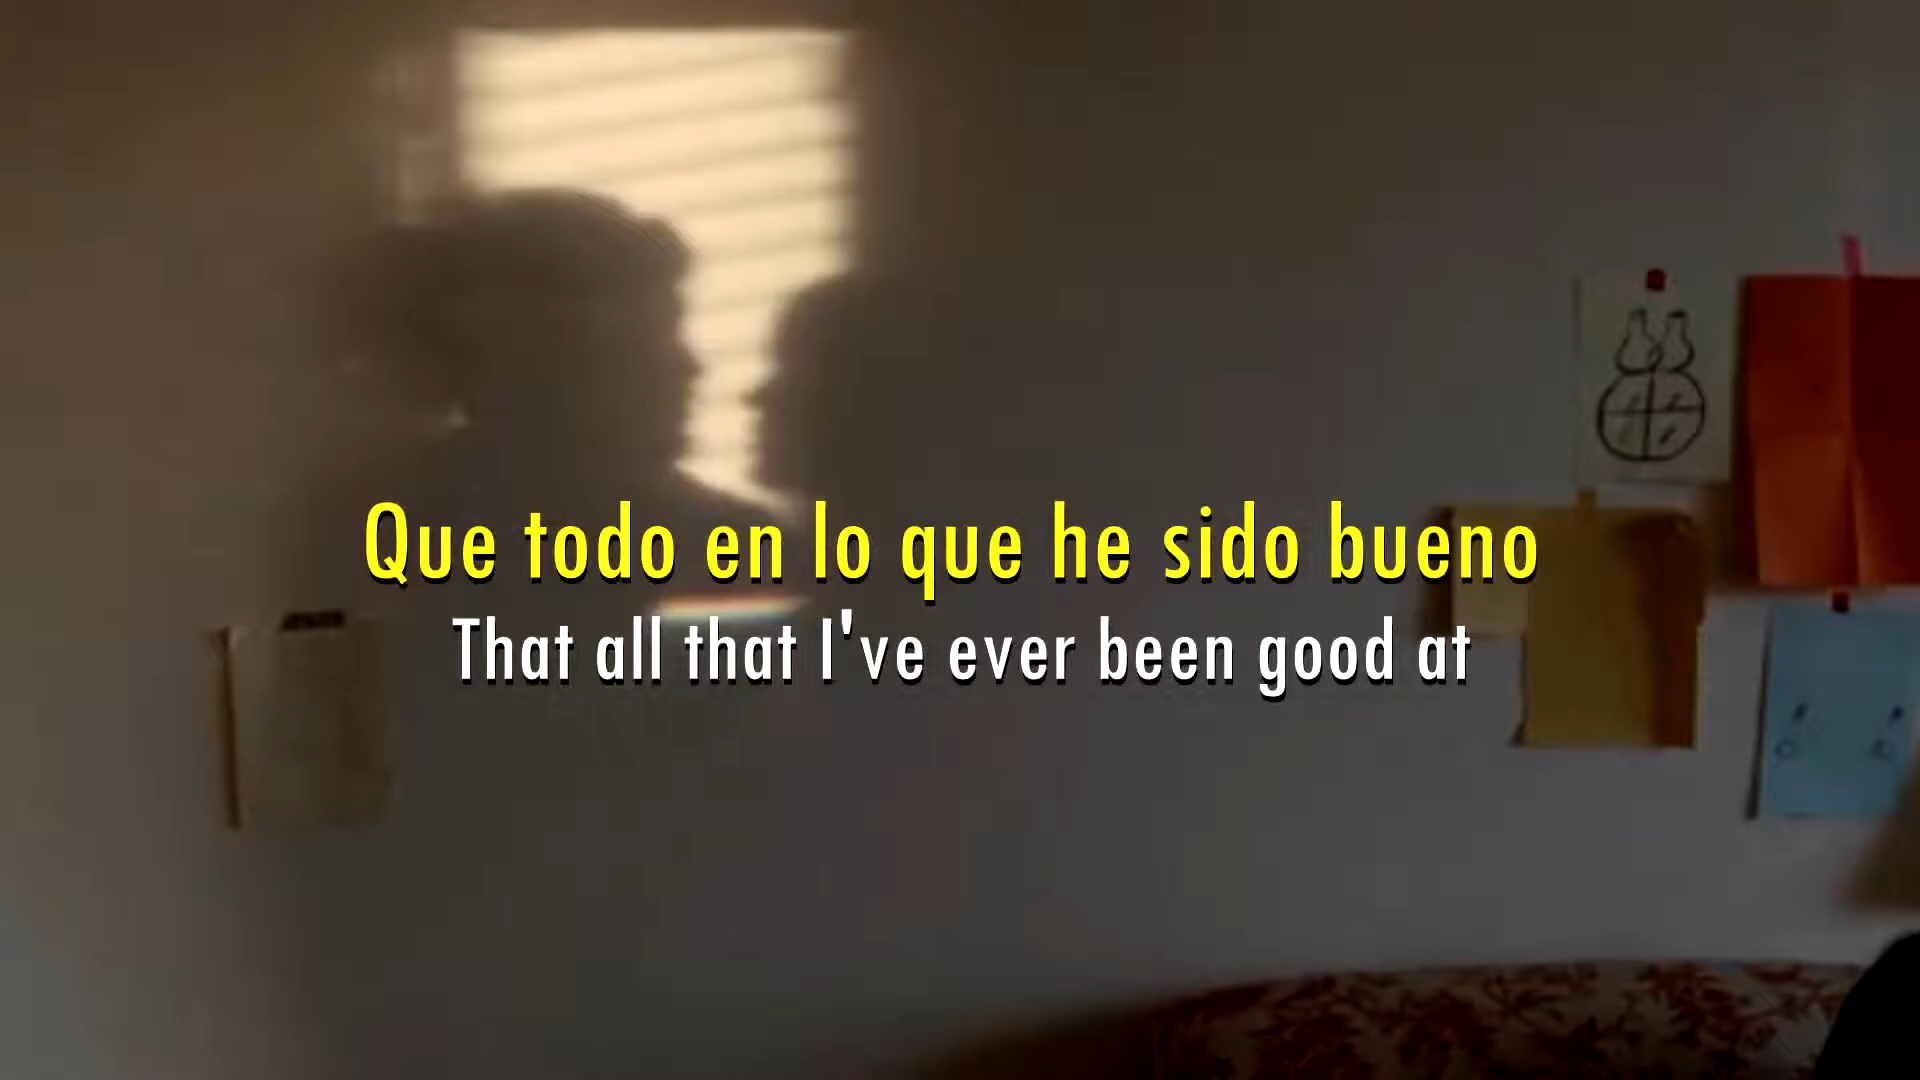 Que todo en lo que he sido bueno
That all that I've ever been good at